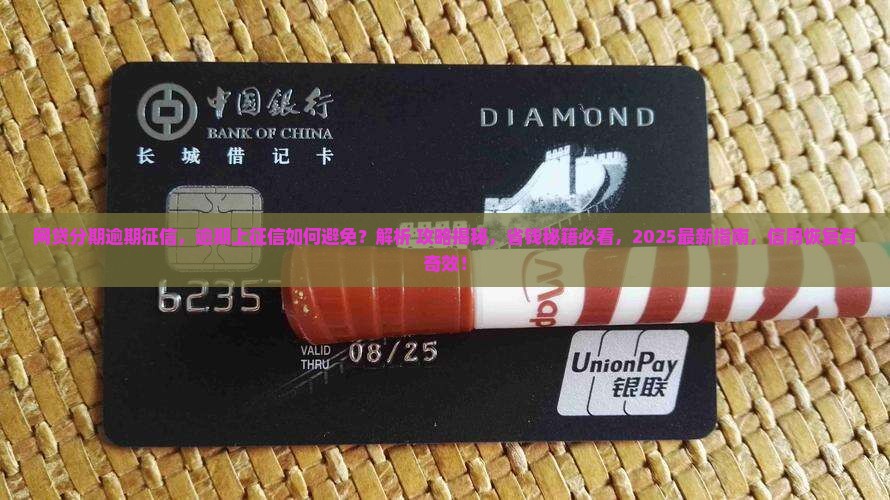 中国银行
BANK OF CHINA
DIAMOND
长城借记卡
网贷分期逾期征信，逾期上征信如何避免？解析攻略揭秘，省钱秘籍必看，2025最新指南，信用恢复有
奇效！
6235
Wap
VALID
THRU
08/25
UnionPay
银联